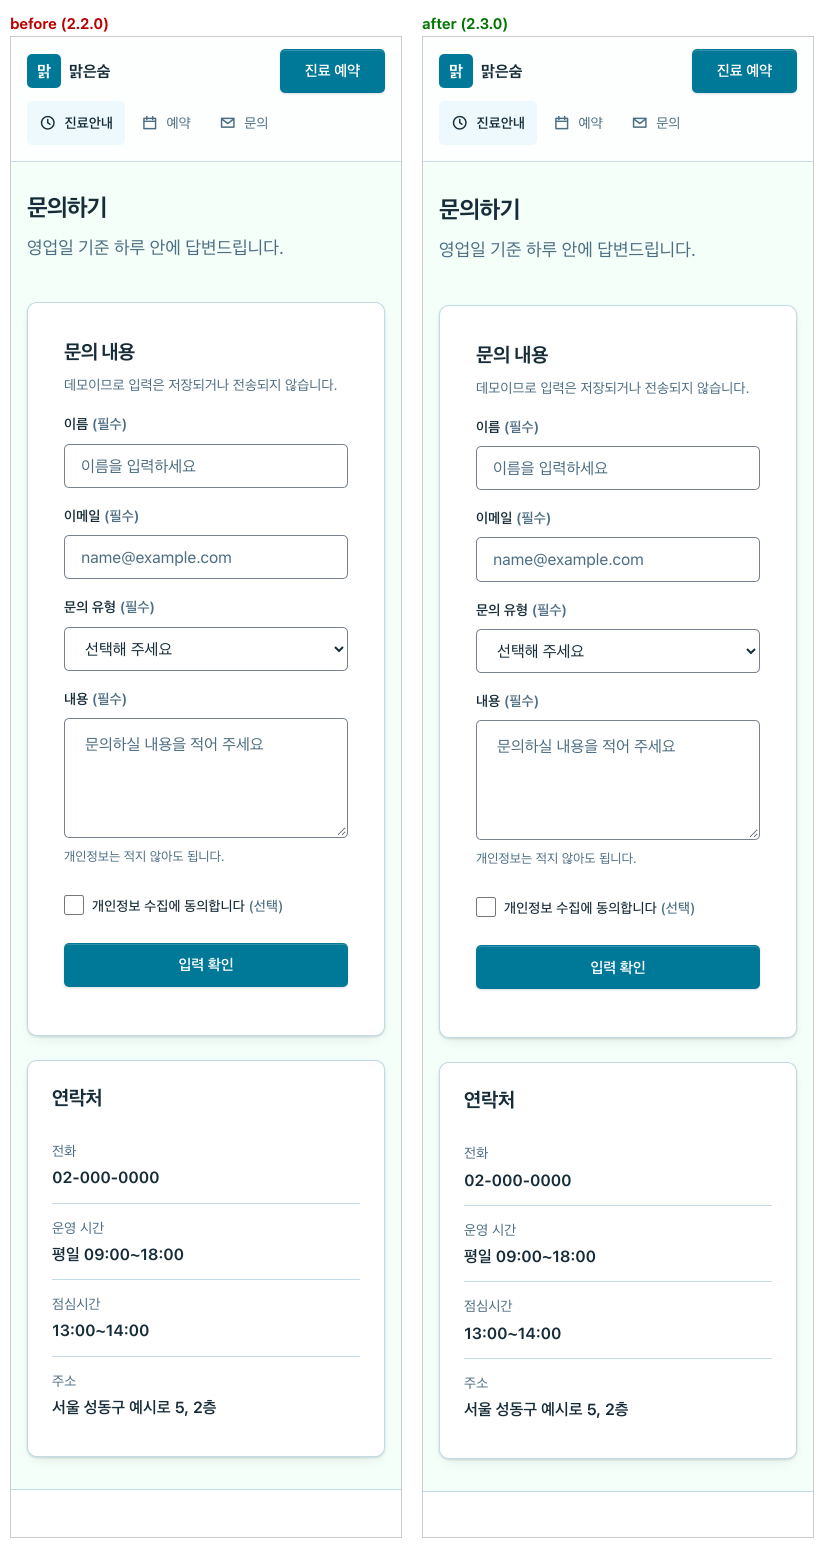 before (2.2.0)
맑 맑은숨 진료 예약
진료안내 예약 문의
문의하기
영업일 기준 하루 안에 답변드립니다.
문의 내용
데모이므로 입력은 저장되거나 전송되지 않습니다.
이름 (필수)
이름을 입력하세요
이메일 (필수)
name@example.com
문의 유형 (필수)
선택해 주세요
내용 (필수)
문의하실 내용을 적어 주세요
개인정보는 적지 않아도 됩니다.
개인정보 수집에 동의합니다 (선택)
입력 확인
연락처
전화
02-000-0000
운영 시간
평일 09:00~18:00
점심시간
13:00~14:00
주소
서울 성동구 예시로 5, 2층
after (2.3.0)
맑 맑은숨 진료 예약
진료안내 예약 문의
문의하기
영업일 기준 하루 안에 답변드립니다.
문의 내용
데모이므로 입력은 저장되거나 전송되지 않습니다.
이름 (필수)
이름을 입력하세요
이메일 (필수)
name@example.com
문의 유형 (필수)
선택해 주세요
내용 (필수)
문의하실 내용을 적어 주세요
개인정보는 적지 않아도 됩니다.
개인정보 수집에 동의합니다 (선택)
입력 확인
연락처
전화
02-000-0000
운영 시간
평일 09:00~18:00
점심시간
13:00~14:00
주소
서울 성동구 예시로 5, 2층